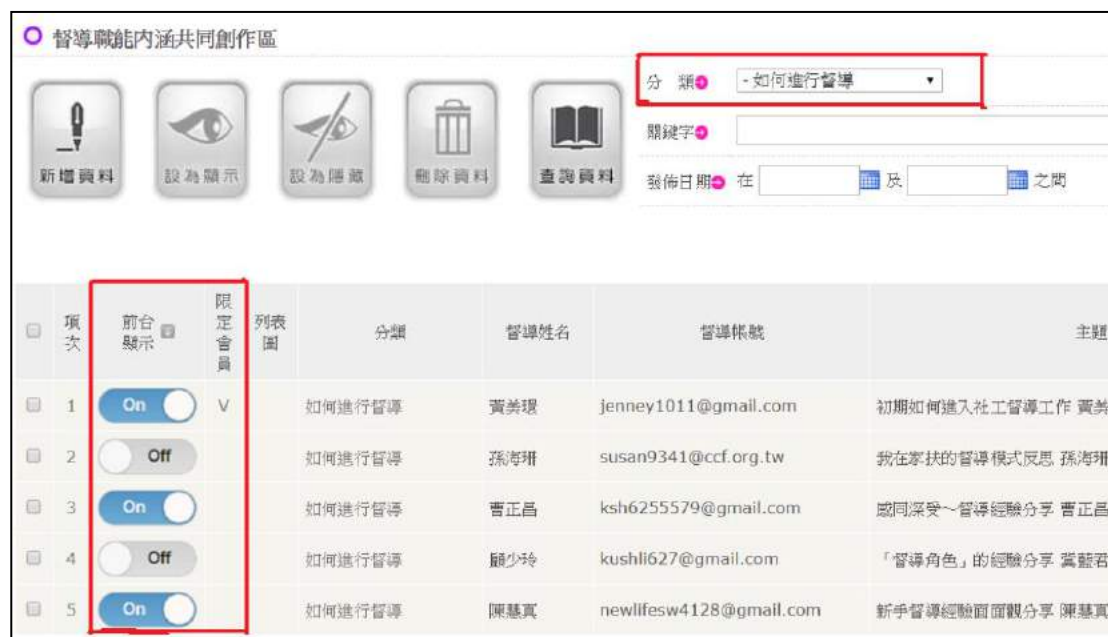 督導職能内涵共同創作區
分 類 - 如何進行督導
關鍵字
發佈日期 在 及 之間
新增資料 設為顯示 設為隱藏 刪除資料 查詢資料
項次 前台顯示 限定會員 列表圖 分類 督導姓名 督導帳號 主題
1 On V 如何進行督導 黃美環 jenney1011@gmail.com 初期如何進入社工督導工作 黃美
2 Off 如何進行督導 孫海珊 susan9341@ccf.org.tw 我在家扶的督導模式反思 孫海珊
3 On 如何進行督導 曹正昌 ksh6255579@gmail.com 感同深受～督導經驗分享 曹正昌
4 Off 如何進行督導 顧少玲 kushli627@gmail.com 「督導角色」的經驗分享 藍君
5 On 如何進行督導 陳慧真 newlifesw4128@gmail.com 新手督導經驗面面觀分享 陳慧真